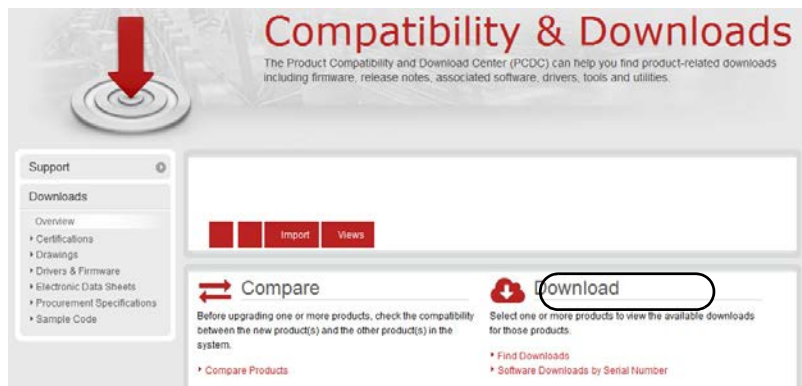 Compatibility & Downloads
The Product Compatibility and Download Center (PCDC) can help you find product-related downloads
including firmware, release notes, associated software, drivers, tools and utilities.
Support
Downloads
Overview
Certifications
Drawings
Drivers & Firmware
Electronic Data Sheets
Procurement Specifications
Sample Code
Import Views
Compare
Before upgrading one or more products, check the compatibility
between the new product(s) and the other product(s) in the
system.
Compare Products
Download
Select one or more products to view the available downloads
for those products.
Find Downloads
Software Downloads by Serial Number